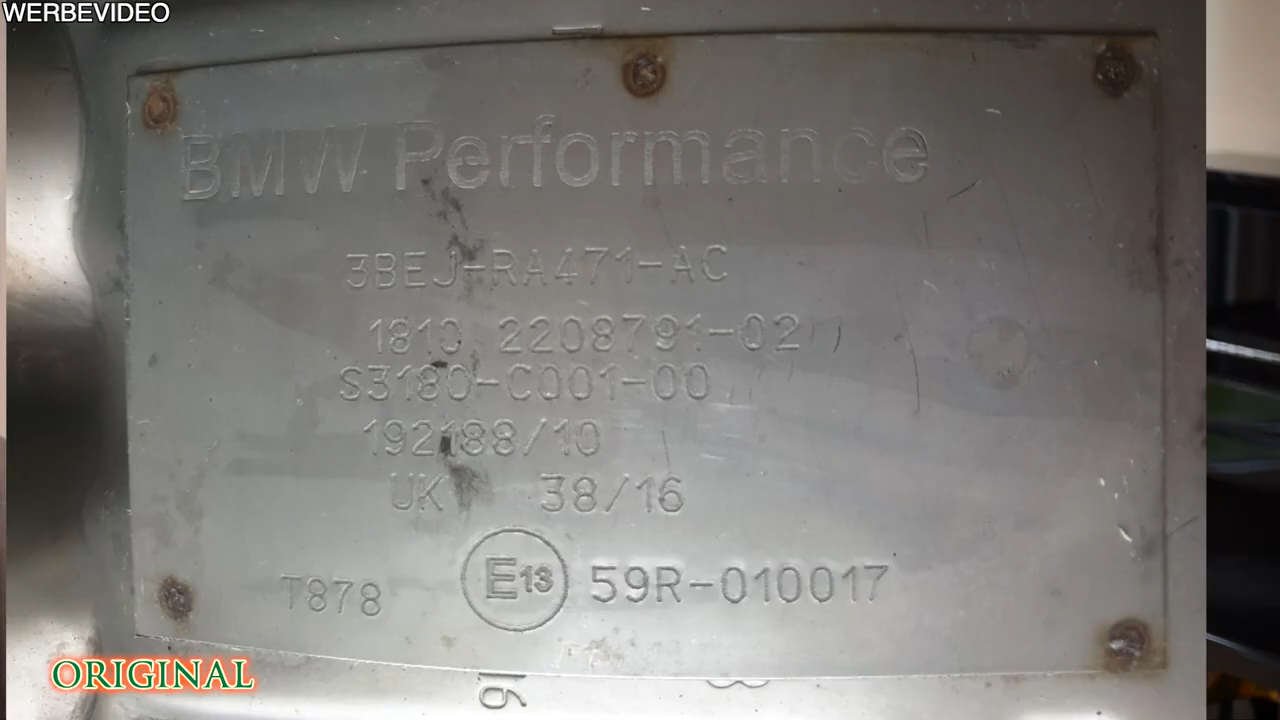 WERBEVIDEO
BMW Performance
3BEJ-RA471-AC
1810 2208791-02
S3180-C001-00
192188/10
UK 38/16
T878 E13 59R-010017
ORIGINAL
16